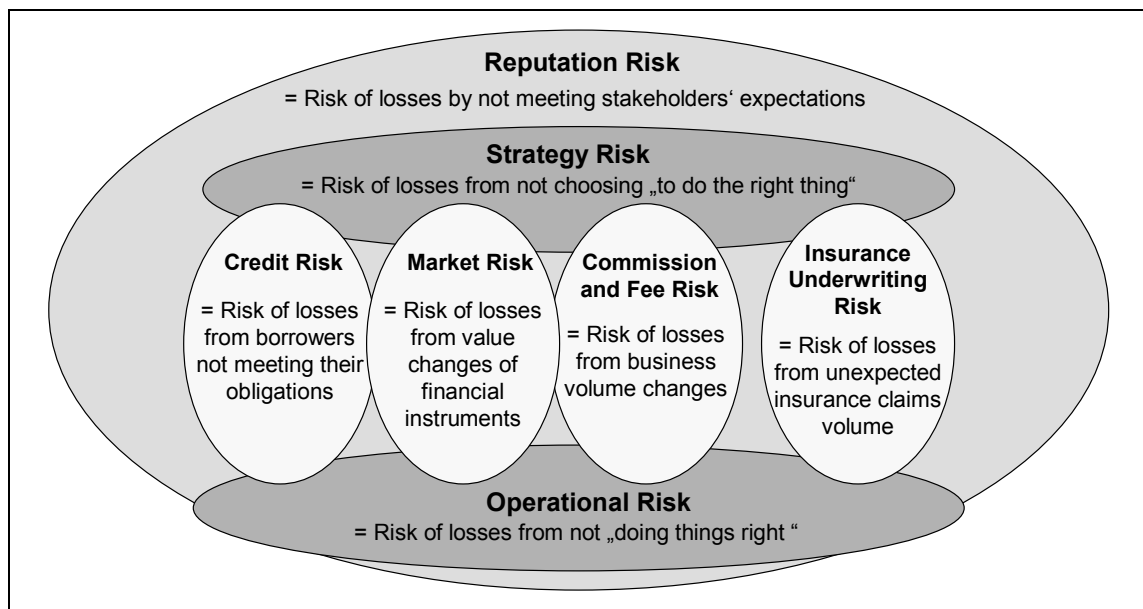 Reputation Risk
= Risk of losses by not meeting stakeholders‘ expectations
Strategy Risk
= Risk of losses from not choosing „to do the right thing“
Credit Risk
= Risk of losses
from borrowers
not meeting their
obligations
Market Risk
= Risk of losses
from value
changes of
financial
instruments
Commission
and Fee Risk
= Risk of losses
from business
volume changes
Insurance
Underwriting
Risk
= Risk of losses
from unexpected
insurance claims
volume
Operational Risk
= Risk of losses from not „doing things right “